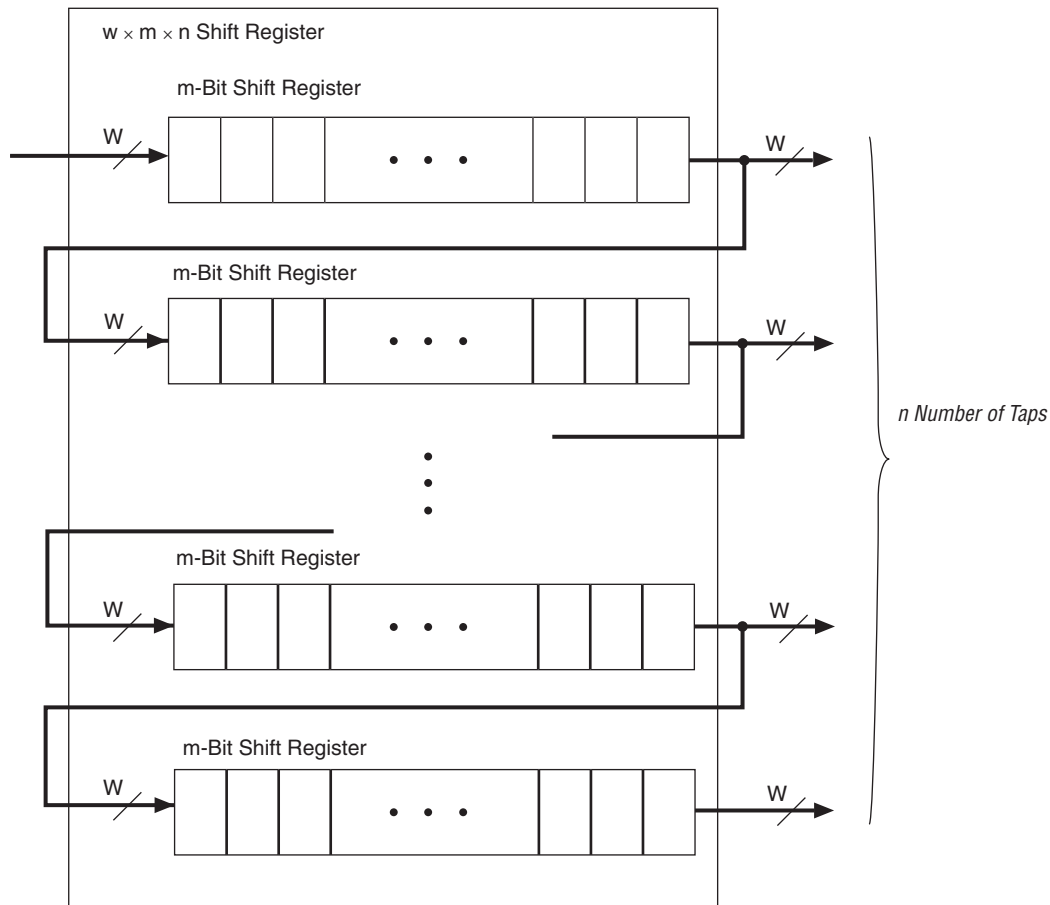 w × m × n Shift Register
m-Bit Shift Register
W
W
m-Bit Shift Register
W
W
n Number of Taps
m-Bit Shift Register
W
W
m-Bit Shift Register
W
W